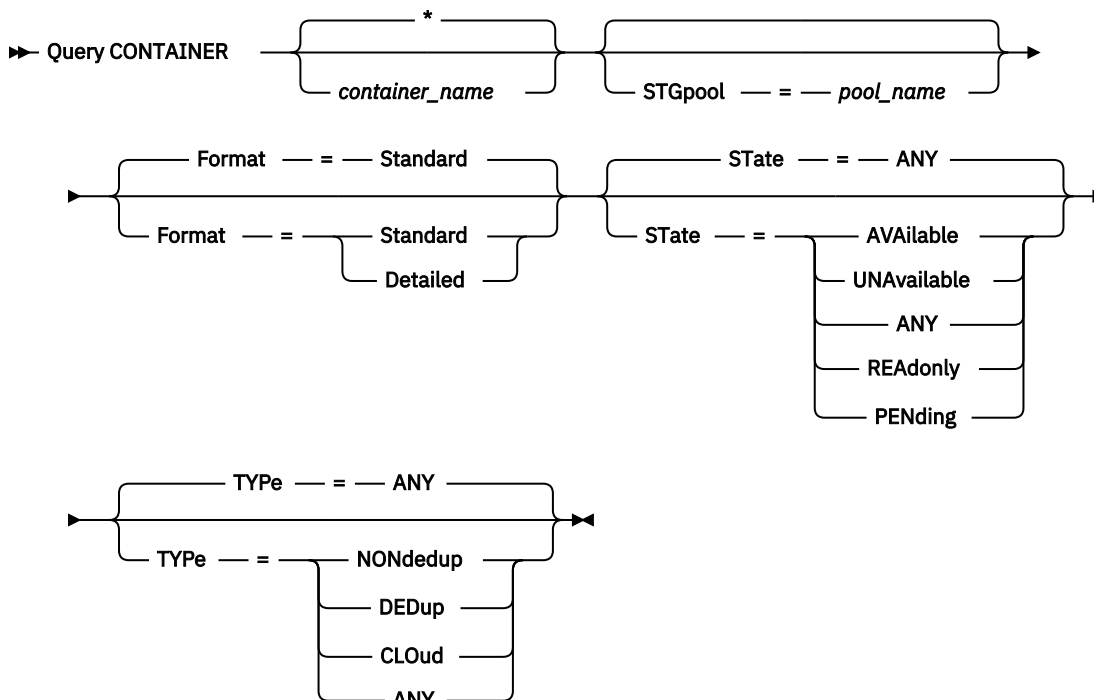 *
Query CONTAINER
container_name
STGpool = pool_name
Format = Standard
STate = ANY
Format = Standard
Detailed
STate = AVAilable
UNAvailable
ANY
REAdonly
PENding
TYPe = ANY
TYPe = NONdedup
DEDup
CLOud
ANY